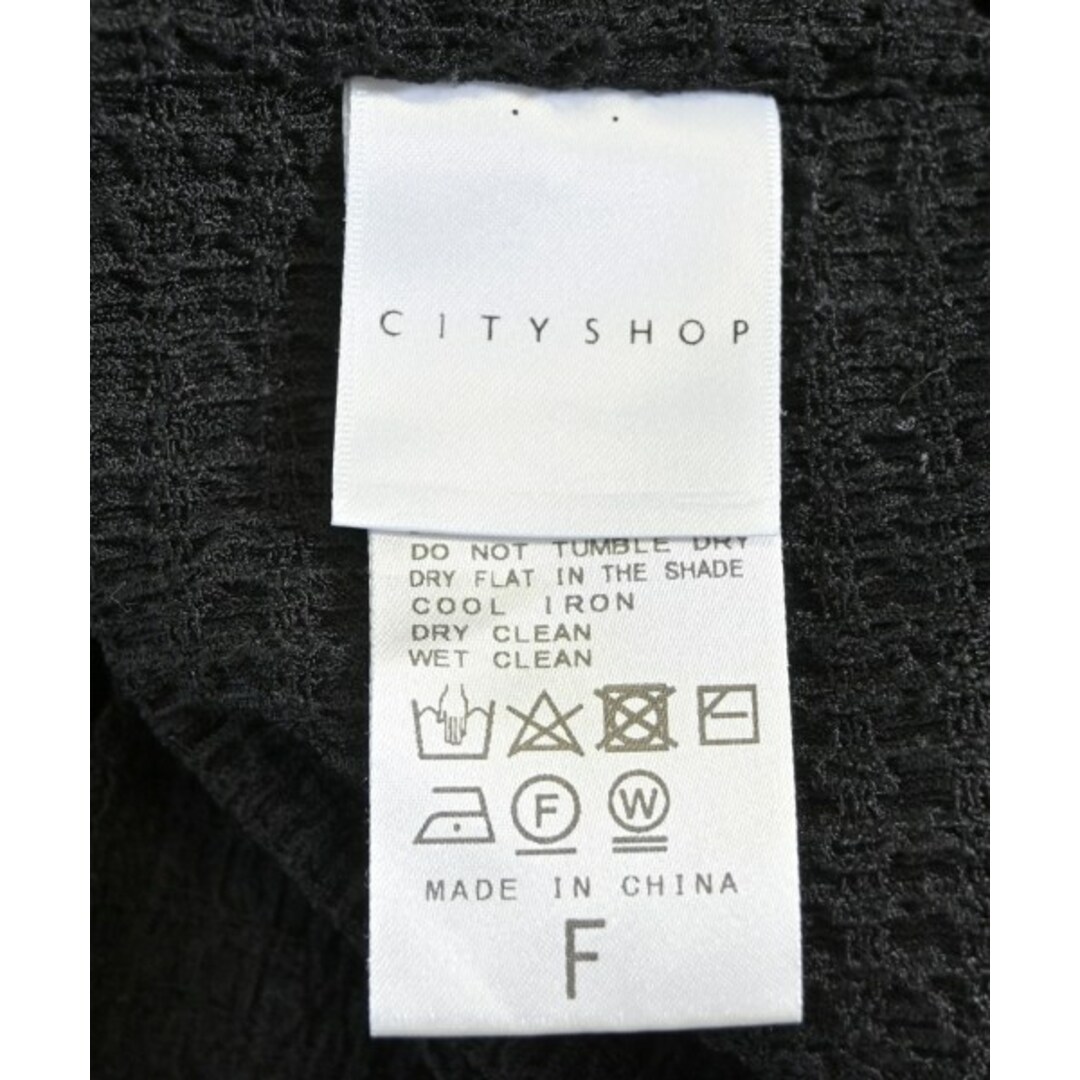 CITYSHOP
DO NOT TUMBLE DRY
DRY FLAT IN THE SHADE
COOL IRON
DRY CLEAN
WET CLEAN
F W
MADE IN CHINA
F